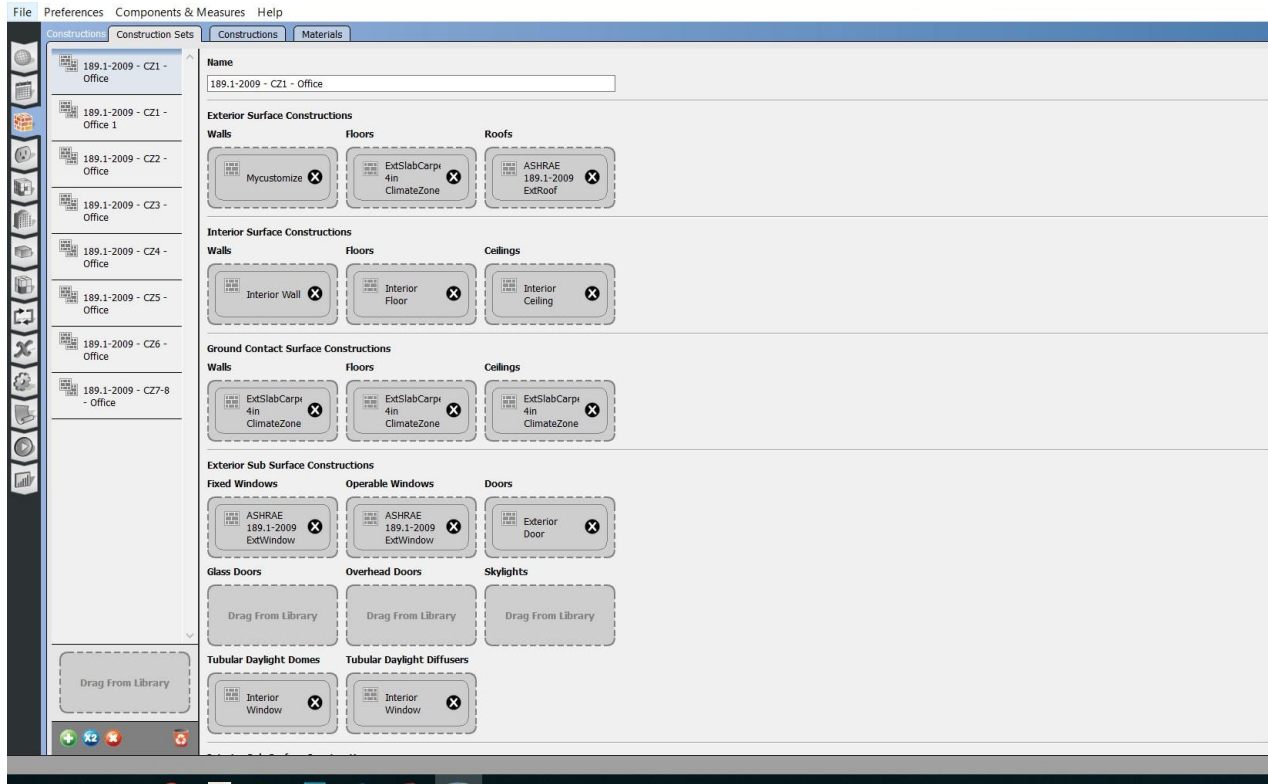 File Preferences Components & Measures Help
Constructions Construction Sets Constructions Materials
189.1-2009 - CZ1 -
Office
189.1-2009 - CZ1 -
Office 1
189.1-2009 - CZ2 -
Office
189.1-2009 - CZ3 -
Office
189.1-2009 - CZ4 -
Office
189.1-2009 - CZ5 -
Office
189.1-2009 - CZ6 -
Office
189.1-2009 - CZ7-8
- Office
Drag From Library
X2
Name
189.1-2009 - CZ1 - Office
Exterior Surface Constructions
Walls Floors Roofs
Mycustomize
ExtSlabCarpe
4in
ClimateZone
ASHRAE
189.1-2009
ExtRoof
Interior Surface Constructions
Walls Floors Ceilings
Interior Wall
Interior
Floor
Interior
Ceiling
Ground Contact Surface Constructions
Walls Floors Ceilings
ExtSlabCarpe
4in
ClimateZone
ExtSlabCarpe
4in
ClimateZone
ExtSlabCarpe
4in
ClimateZone
Exterior Sub Surface Constructions
Fixed Windows Operable Windows Doors
ASHRAE
189.1-2009
ExtWindow
ASHRAE
189.1-2009
ExtWindow
Exterior
Door
Glass Doors Overhead Doors Skylights
Drag From Library Drag From Library Drag From Library
Tubular Daylight Domes Tubular Daylight Diffusers
Interior
Window
Interior
Window